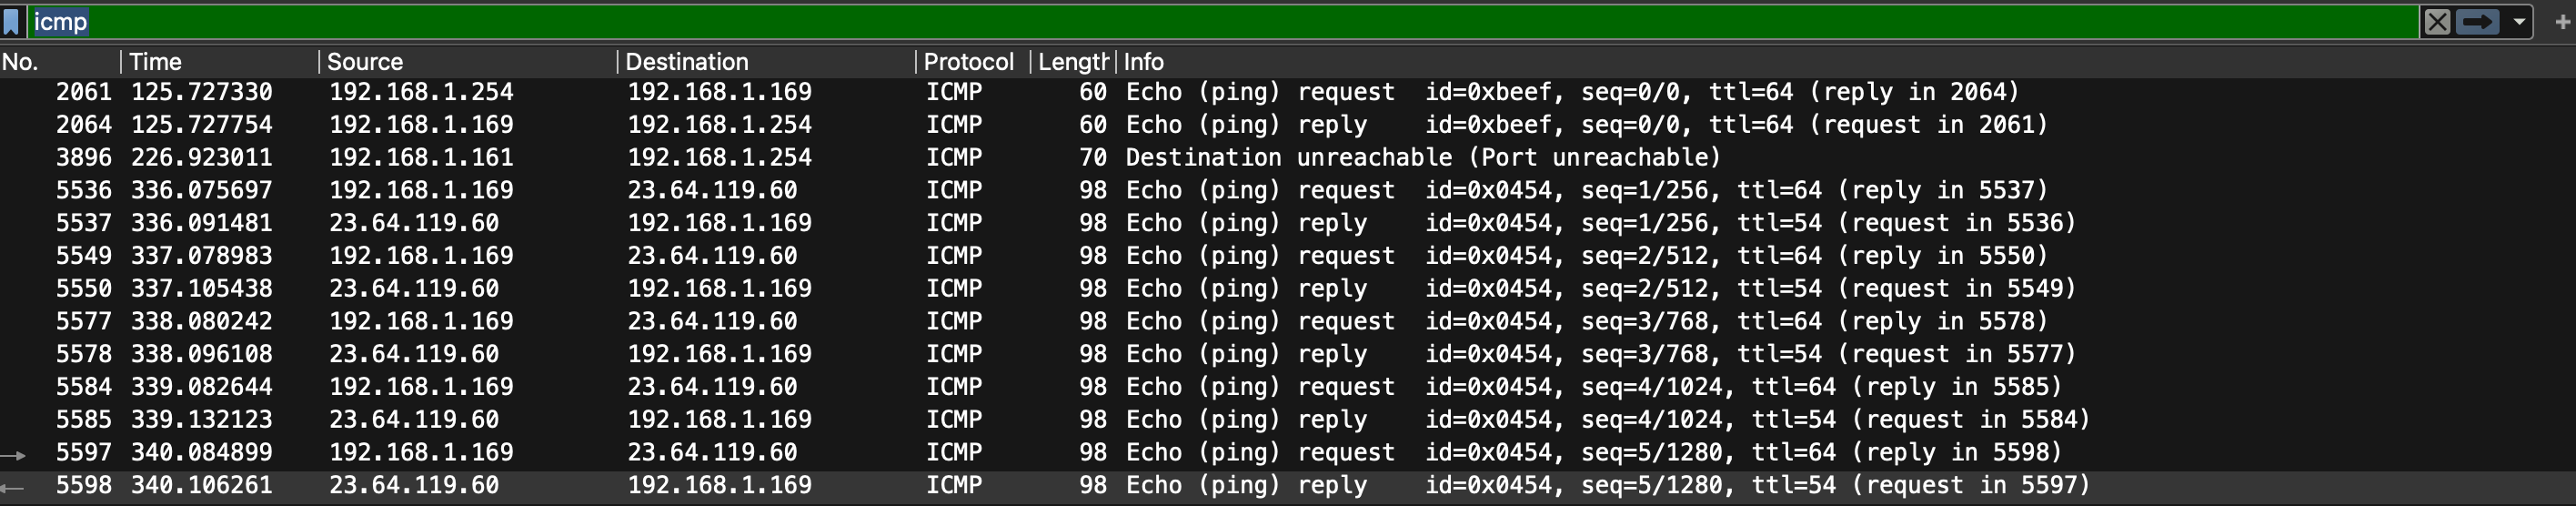 icmp
No. Time Source Destination Protocol Length Info
2061 125.727330 192.168.1.254 192.168.1.169 ICMP 60 Echo (ping) request id=0xbeef, seq=0/0, ttl=64 (reply in 2064)
2064 125.727754 192.168.1.169 192.168.1.254 ICMP 60 Echo (ping) reply id=0xbeef, seq=0/0, ttl=64 (request in 2061)
3896 226.923011 192.168.1.161 192.168.1.254 ICMP 70 Destination unreachable (Port unreachable)
5536 336.075697 192.168.1.169 23.64.119.60 ICMP 98 Echo (ping) request id=0x0454, seq=1/256, ttl=64 (reply in 5537)
5537 336.091481 23.64.119.60 192.168.1.169 ICMP 98 Echo (ping) reply id=0x0454, seq=1/256, ttl=54 (request in 5536)
5549 337.078983 192.168.1.169 23.64.119.60 ICMP 98 Echo (ping) request id=0x0454, seq=2/512, ttl=64 (reply in 5550)
5550 337.105438 23.64.119.60 192.168.1.169 ICMP 98 Echo (ping) reply id=0x0454, seq=2/512, ttl=54 (request in 5549)
5577 338.080242 192.168.1.169 23.64.119.60 ICMP 98 Echo (ping) request id=0x0454, seq=3/768, ttl=64 (reply in 5578)
5578 338.096108 23.64.119.60 192.168.1.169 ICMP 98 Echo (ping) reply id=0x0454, seq=3/768, ttl=54 (request in 5577)
5584 339.082644 192.168.1.169 23.64.119.60 ICMP 98 Echo (ping) request id=0x0454, seq=4/1024, ttl=64 (reply in 5585)
5585 339.132123 23.64.119.60 192.168.1.169 ICMP 98 Echo (ping) reply id=0x0454, seq=4/1024, ttl=54 (request in 5584)
5597 340.084899 192.168.1.169 23.64.119.60 ICMP 98 Echo (ping) request id=0x0454, seq=5/1280, ttl=64 (reply in 5598)
5598 340.106261 23.64.119.60 192.168.1.169 ICMP 98 Echo (ping) reply id=0x0454, seq=5/1280, ttl=54 (request in 5597)